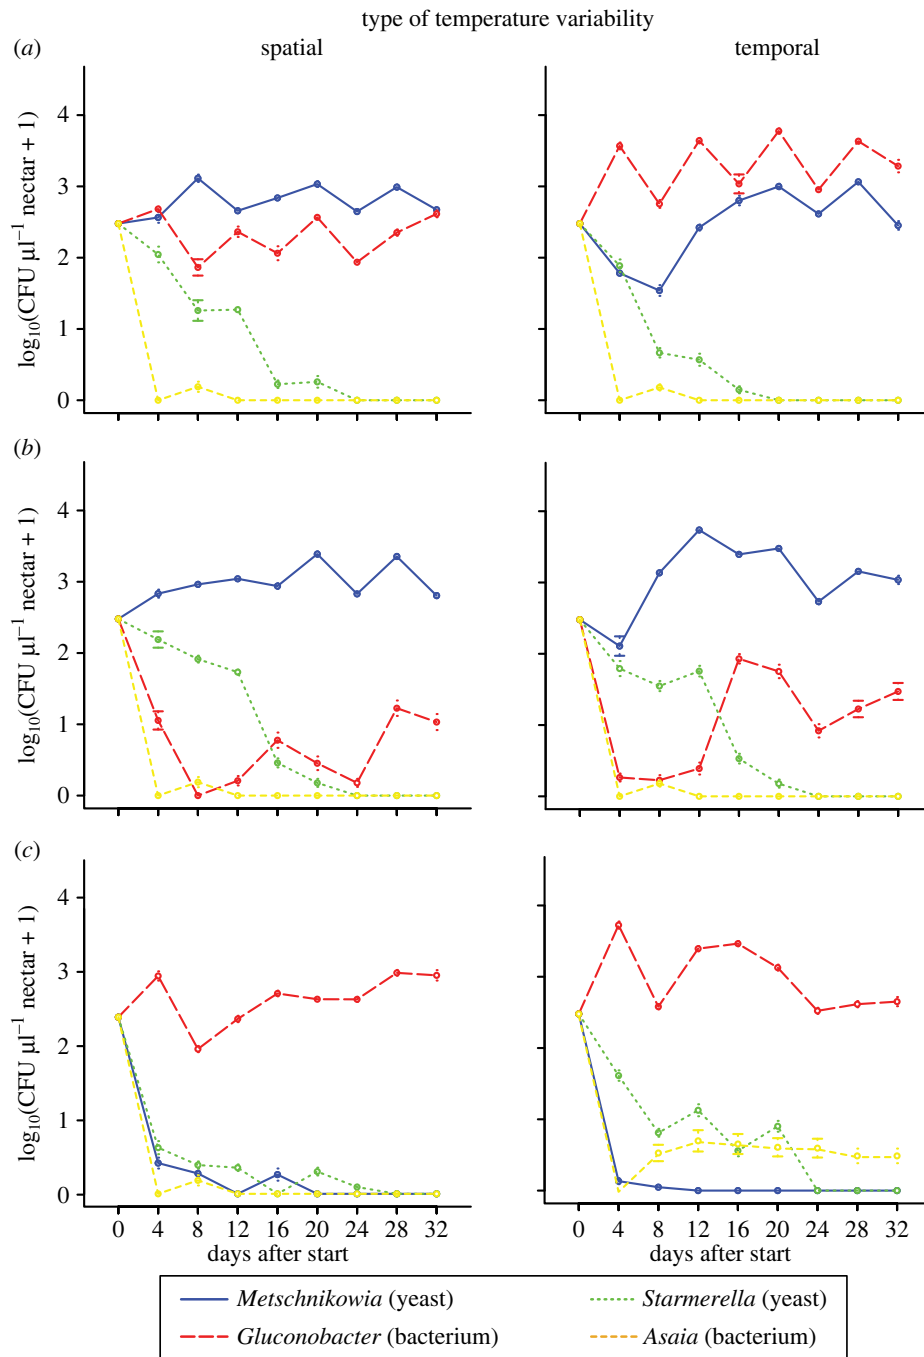 type of temperature variability
(a) spatial temporal
log10(CFU µl−1 nectar + 1)
4
3
2
1
0
(b)
log10(CFU µl−1 nectar + 1)
4
3
2
1
0
(c)
log10(CFU µl−1 nectar + 1)
4
3
2
1
0
0 4 8 12 16 20 24 28 32 0 4 8 12 16 20 24 28 32
days after start days after start
Metschnikowia (yeast) Starmerella (yeast)
Gluconobacter (bacterium) Asaia (bacterium)